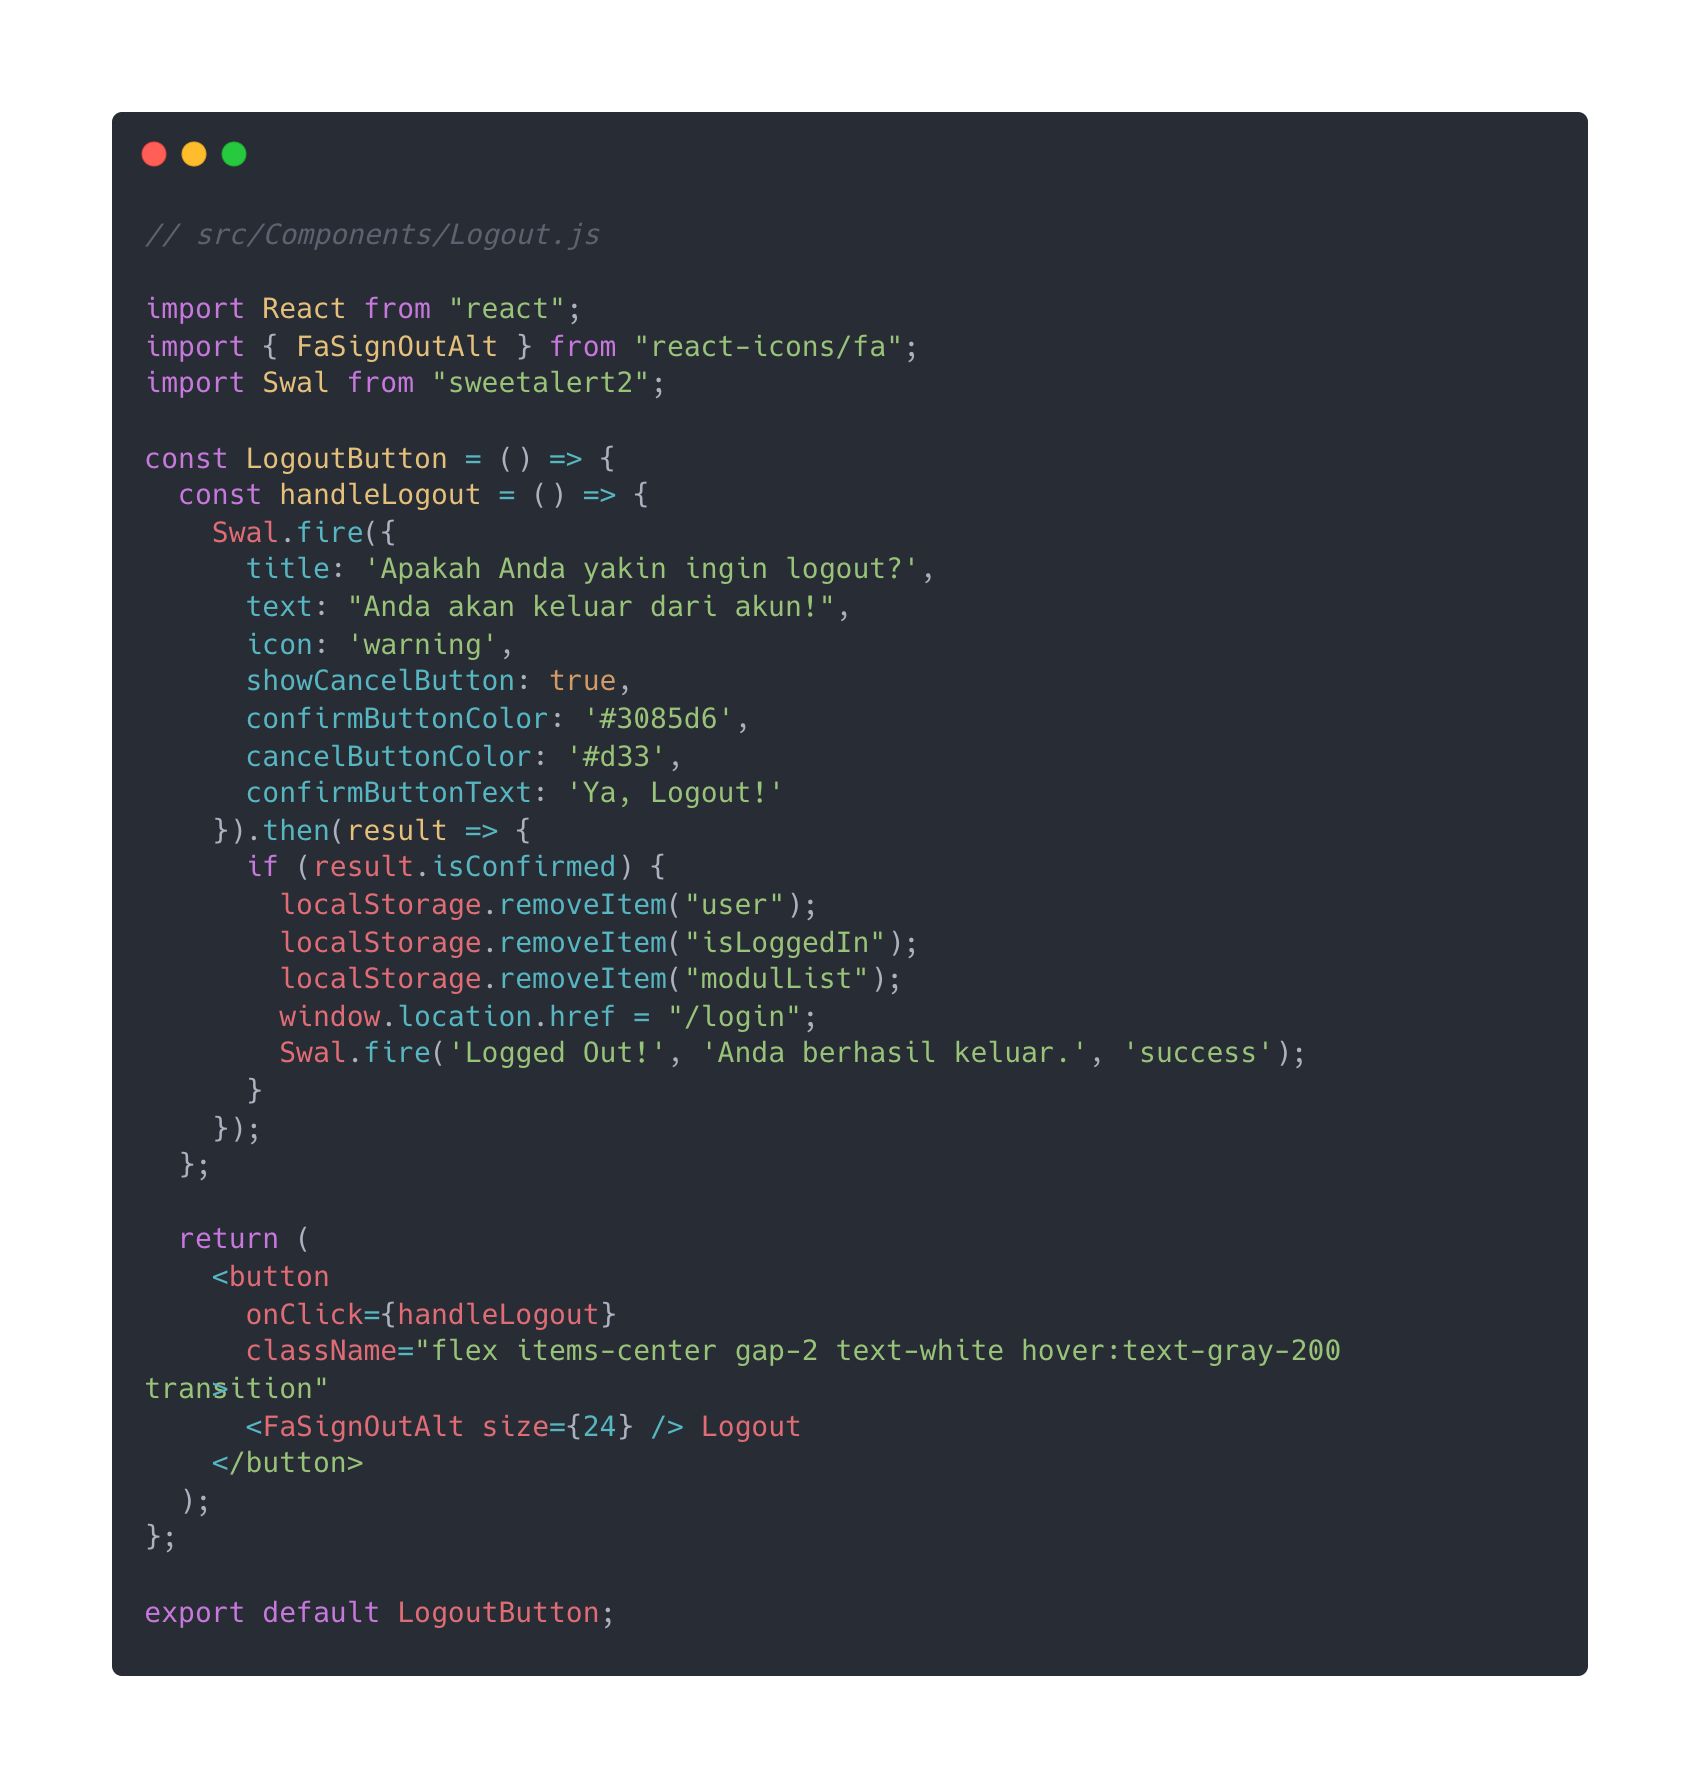 // src/Components/Logout.js

import React from "react";
import { FaSignOutAlt } from "react-icons/fa";
import Swal from "sweetalert2";

const LogoutButton = () => {
  const handleLogout = () => {
    Swal.fire({
      title: 'Apakah Anda yakin ingin logout?',
      text: "Anda akan keluar dari akun!",
      icon: 'warning',
      showCancelButton: true,
      confirmButtonColor: '#3085d6',
      cancelButtonColor: '#d33',
      confirmButtonText: 'Ya, Logout!'
    }).then(result => {
      if (result.isConfirmed) {
        localStorage.removeItem("user");
        localStorage.removeItem("isLoggedIn");
        localStorage.removeItem("modulList");
        window.location.href = "/login";
        Swal.fire('Logged Out!', 'Anda berhasil keluar.', 'success');
      }
    });
  };

  return (
    <button
      onClick={handleLogout}
      className="flex items-center gap-2 text-white hover:text-gray-200
transition"
    >
      <FaSignOutAlt size={24} /> Logout
    </button>
  );
};

export default LogoutButton;